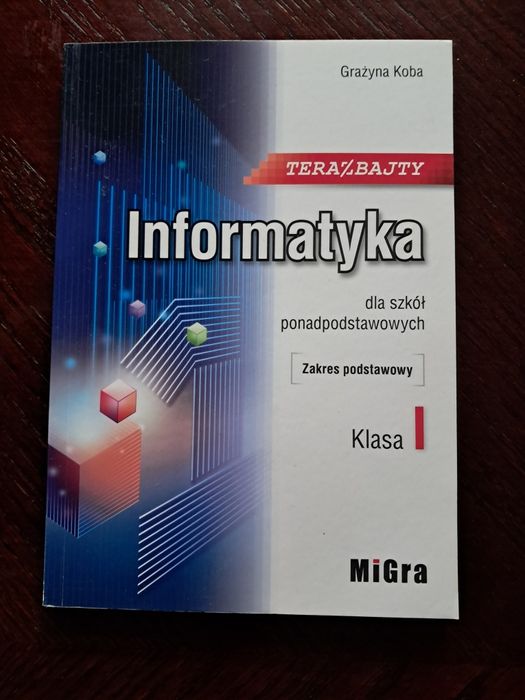 Grażyna Koba
TERAZ BAJTY
Informatyka
dla szkół
ponadpodstawowych
Zakres podstawowy
Klasa I
MiGra